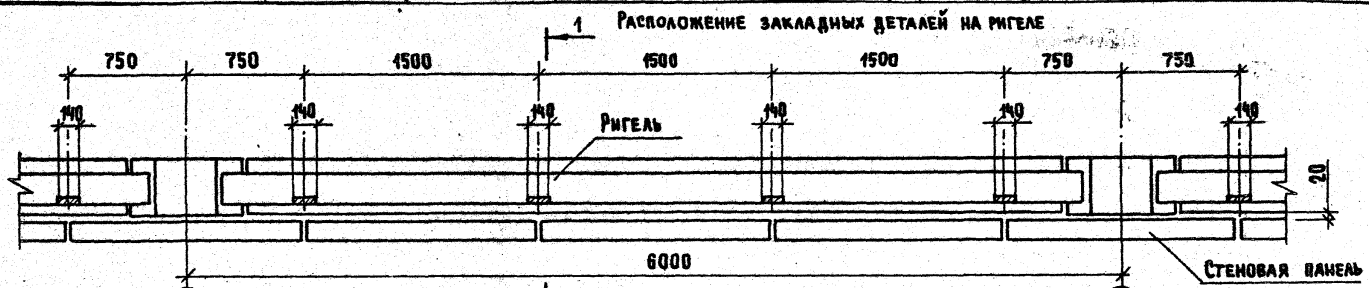 1 Расположение закладных деталей на ригеле
750 750 1500 1500 1500 750 750
140 140 140 140 140 140
Ригель
20
6000
Стеновая панель